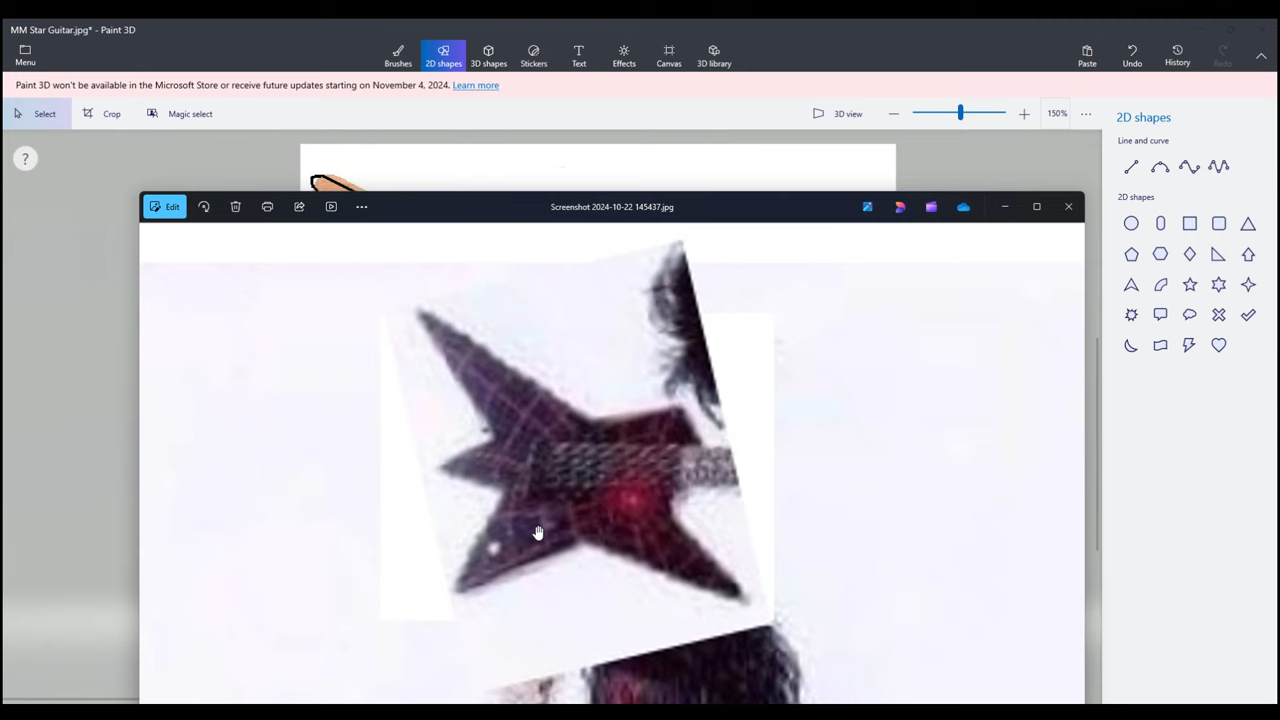 MM Star Guitar.jpg* - Paint 3D
Menu
Brushes
2D shapes
3D shapes
Stickers
Text
Effects
Canvas
3D library
Paste
Undo
History
Redo
Paint 3D won't be available in the Microsoft Store or receive future updates starting on November 4, 2024. Learn more
Select
Crop
Magic select
3D view
150%
2D shapes
Line and curve
2D shapes
?
Edit
Screenshot 2024-10-22 145437.jpg